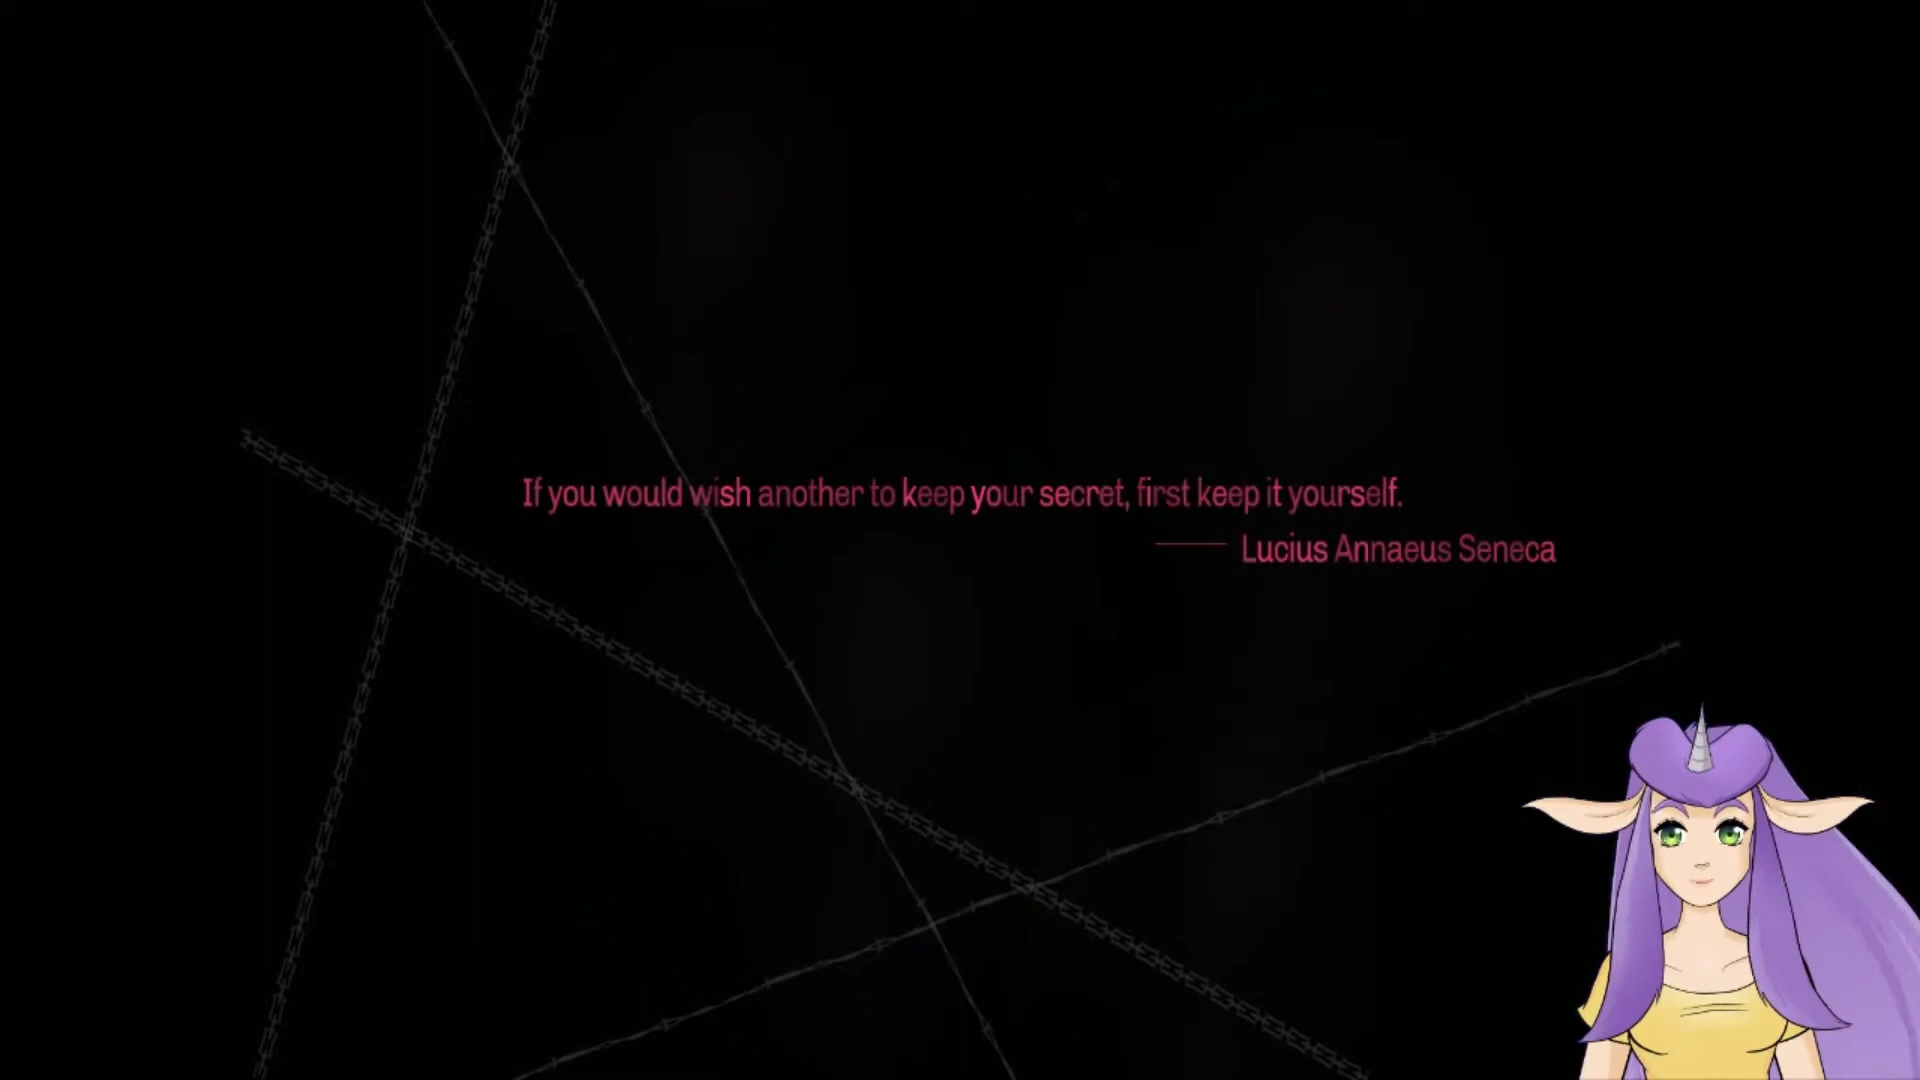 If you would wish another to keep your secret, first keep it yourself.
Lucius Annaeus Seneca